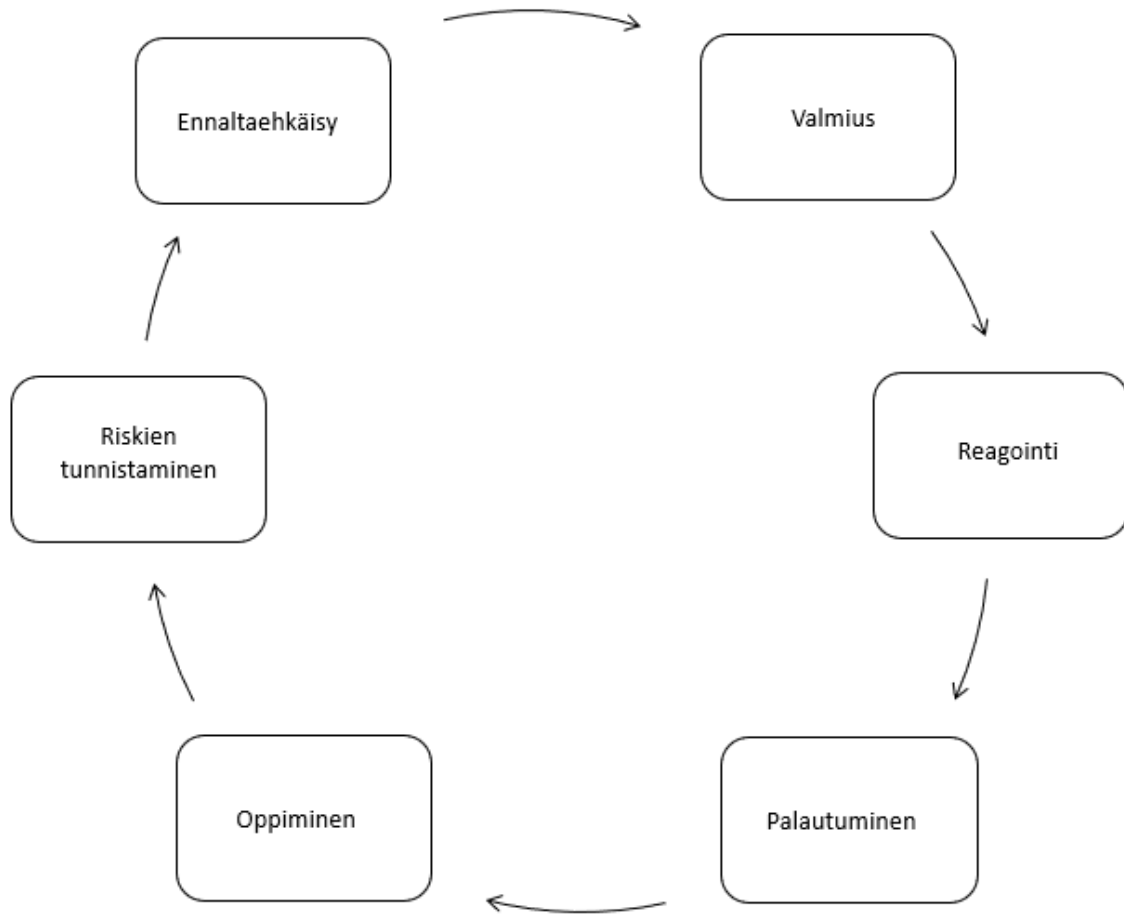 Ennaltaehkäisy
Valmius
Reagointi
Palautuminen
Oppiminen
Riskien
tunnistaminen